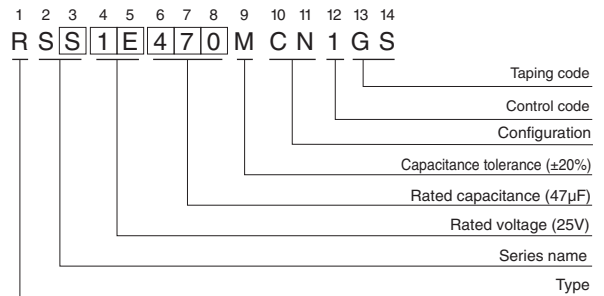 1 2 3 4 5 6 7 8 9 10 11 12 13 14
R S S 1 E 4 7 0 M C N 1 G S
Taping code
Control code
Configuration
Capacitance tolerance (±20%)
Rated capacitance (47µF)
Rated voltage (25V)
Series name
Type